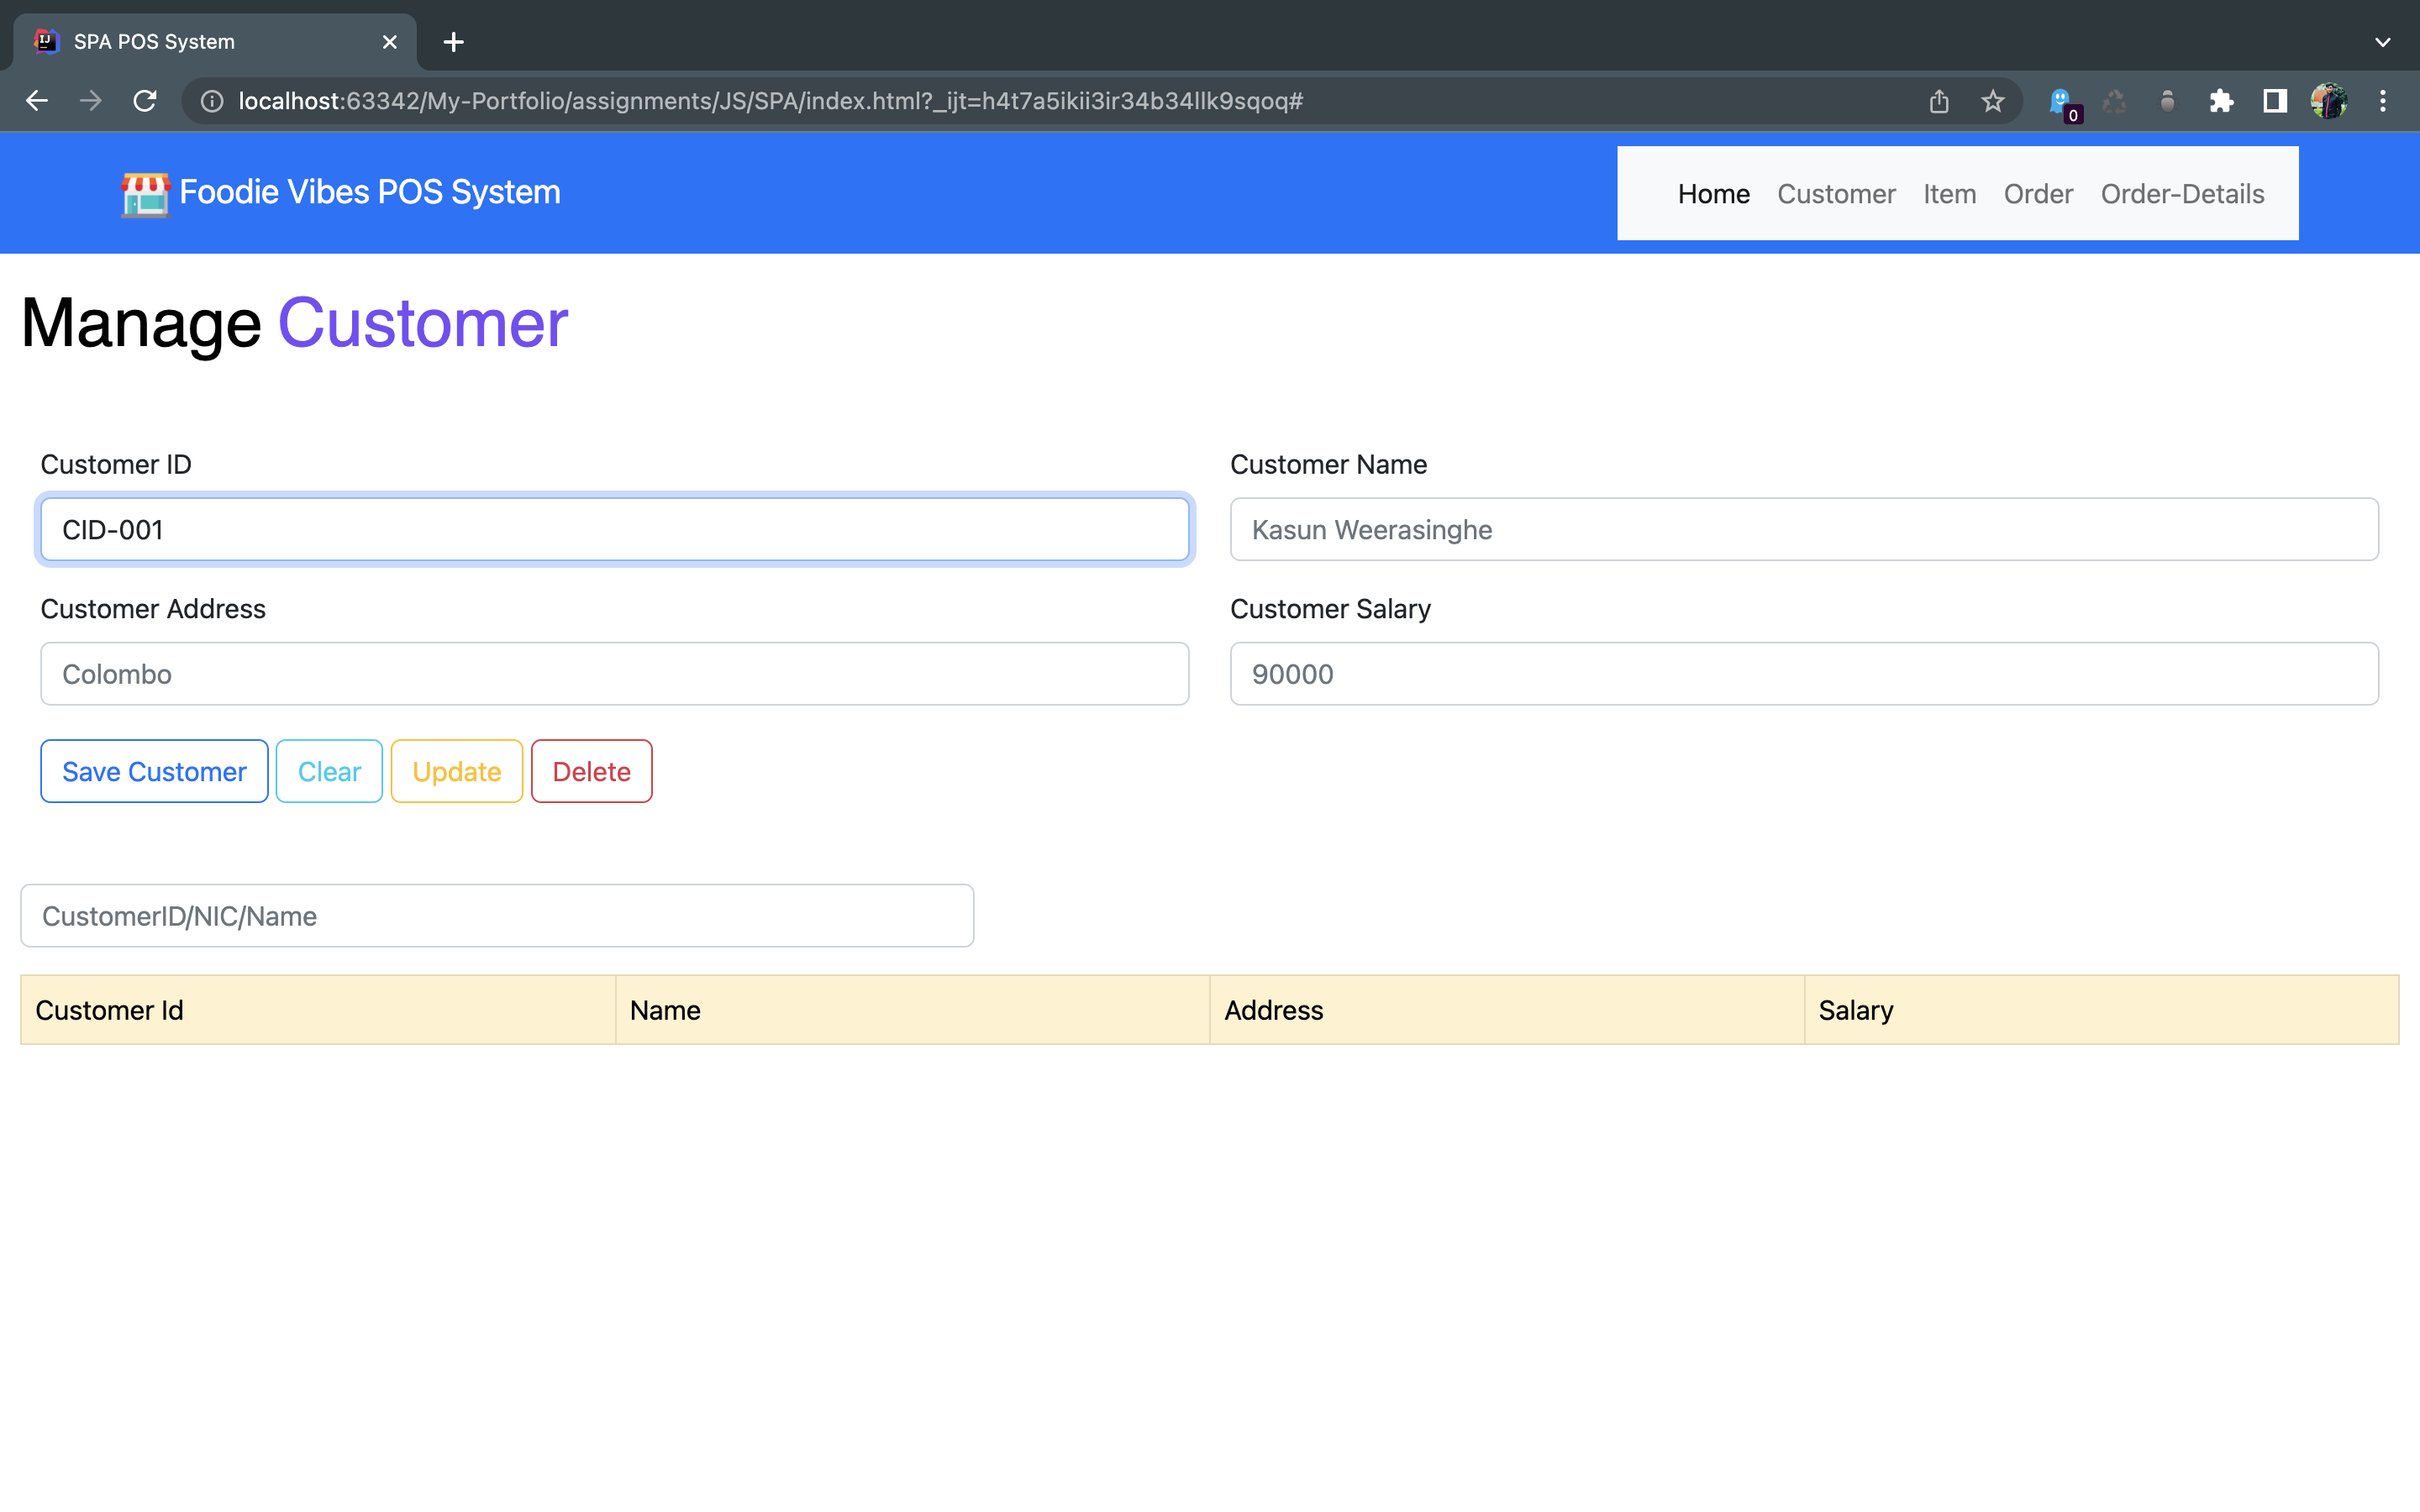 SPA POS System
localhost:63342/My-Portfolio/assignments/JS/SPA/index.html?_ijt=h4t7a5ikii3ir34b34llk9sqoq#
0
Foodie Vibes POS System
Home Customer Item Order Order-Details
Manage Customer
Customer ID
Customer Name
CID-001
Kasun Weerasinghe
Customer Address
Customer Salary
Colombo
90000
Save Customer Clear Update Delete
CustomerID/NIC/Name
Customer Id Name Address Salary